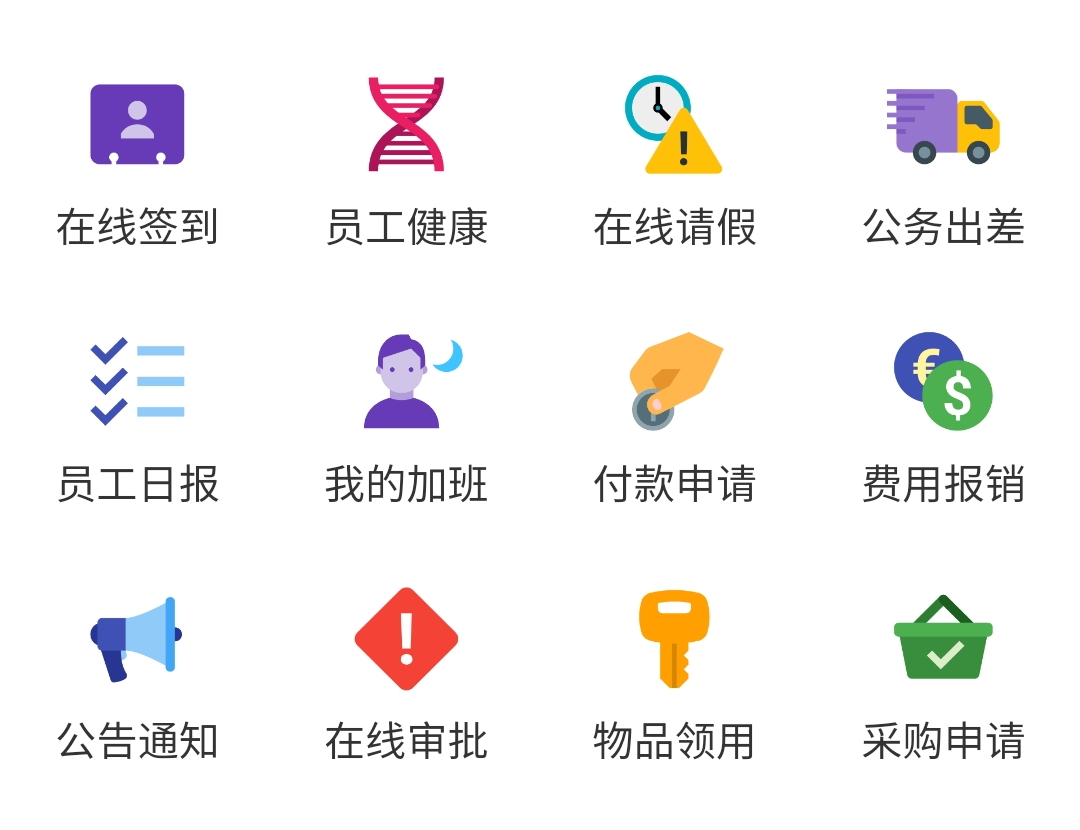 在线签到 员工健康 在线请假 公务出差
员工日报 我的加班 付款申请 费用报销
公告通知 在线审批 物品领用 采购申请